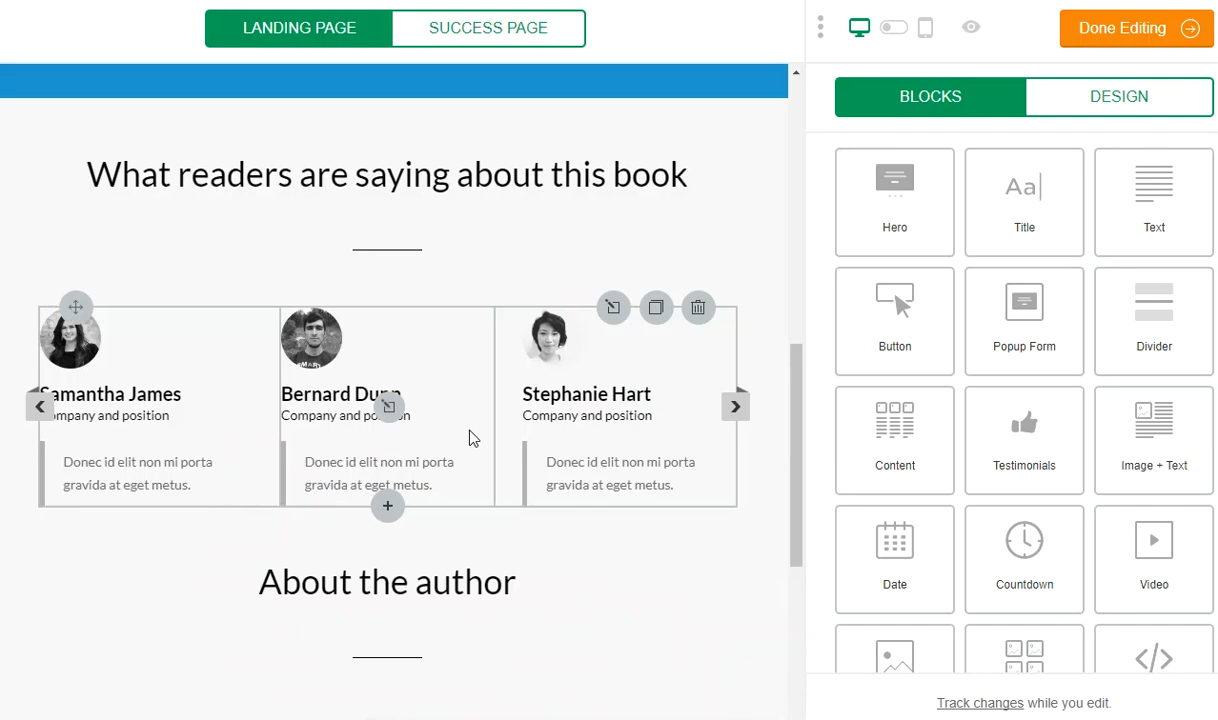 LANDING PAGE
SUCCESS PAGE
Done Editing
BLOCKS
DESIGN
What readers are saying about this book
Samantha James
Company and position
Donec id elit non mi porta
gravida at eget metus.
Bernard Dunn
Company and position
Donec id elit non mi porta
gravida at eget metus.
Stephanie Hart
Company and position
Donec id elit non mi porta
gravida at eget metus.
About the author
Hero
Aa
Title
Text
Button
Popup Form
Divider
Content
Testimonials
Image + Text
Date
Countdown
Video
Track changes while you edit.